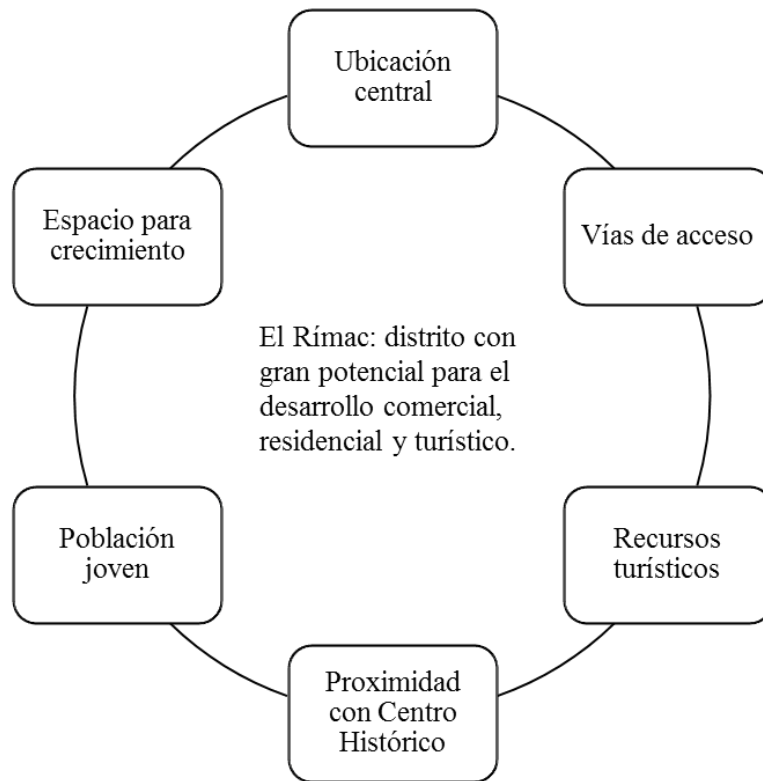 Ubicación
central
Espacio para
crecimiento
Vías de acceso
El Rímac: distrito con
gran potencial para el
desarrollo comercial,
residencial y turístico.
Población
joven
Recursos
turísticos
Proximidad
con Centro
Histórico